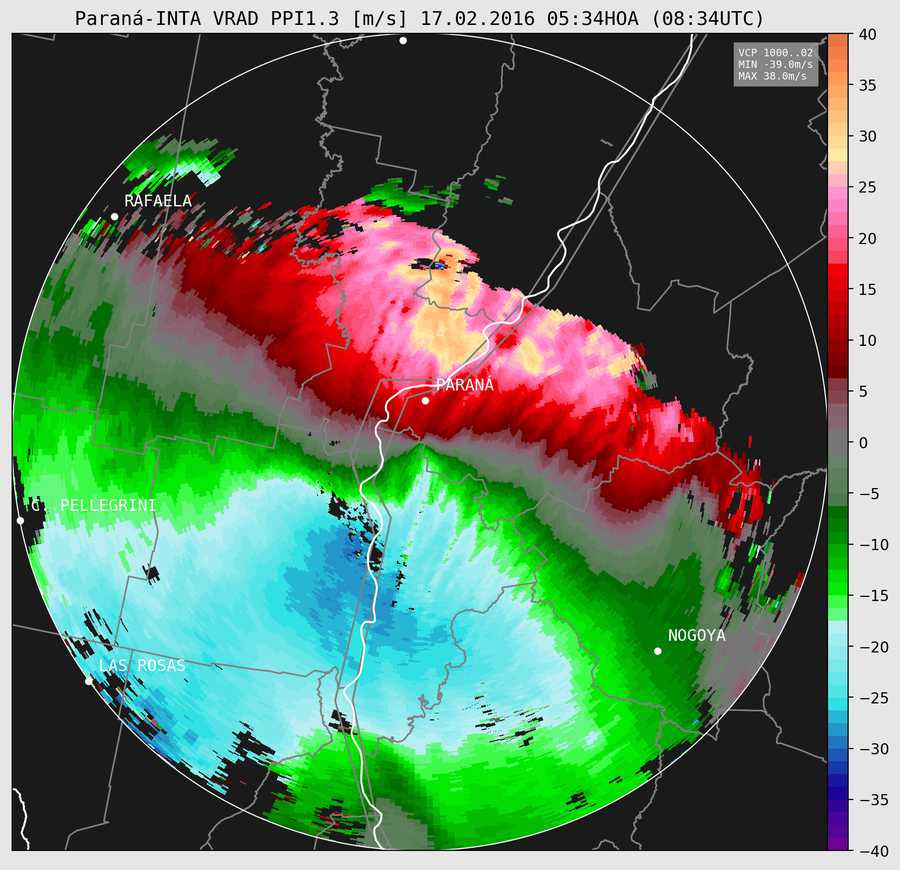 Paraná-INTA VRAD PPI1.3 [m/s] 17.02.2016 05:34HOA (08:34UTC)
VCP 1000..02
MIN -39.0m/s
MAX 38.0m/s
RAFAELA
PARANÁ
C. PELLEGRINI
NOGOYA
LAS ROSAS
40
35
30
25
20
15
10
5
0
−5
−10
−15
−20
−25
−30
−35
−40